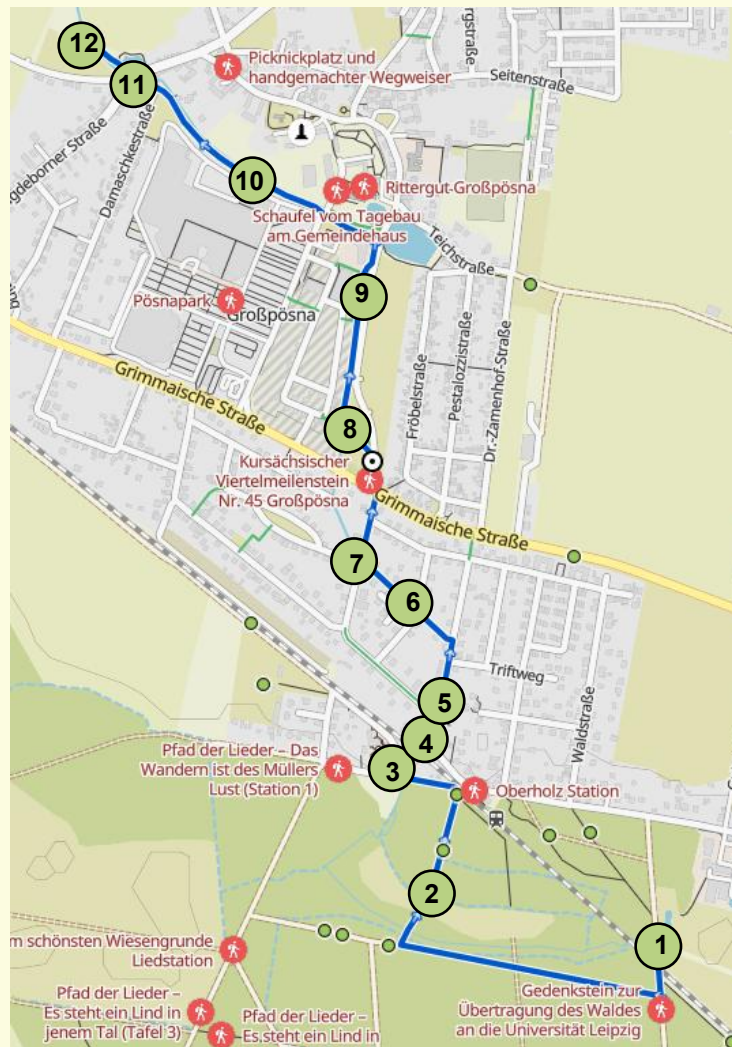 12
11
Picknickplatz und
handgemachter Wegweiser
Seitenstraße
Damaschkestraße
10
Rittergut-Großpösna
Schaufel vom Tagebau
am Gemeindehaus
Teichstraße
9
Pösnapark
Großpösna
Grimmaische Straße
Fröbelstraße
Pestalozzistraße
Dr.-Zamenhof-Straße
8
Kursächsischer
Viertelmeilenstein
Nr. 45 Großpösna
Grimmaische Straße
7
6
Triftweg
5
Waldstraße
4
Pfad der Lieder – Das
Wandern ist des Müllers
Lust (Station 1)
3
Oberholz Station
2
1
m schönsten Wiesengrunde
Liedstation
Gedenkstein zur
Übertragung des Waldes
an die Universität Leipzig
Pfad der Lieder –
Es steht ein Lind in
jenem Tal (Tafel 3)
Pfad der Lieder –
Es steht ein Lind in